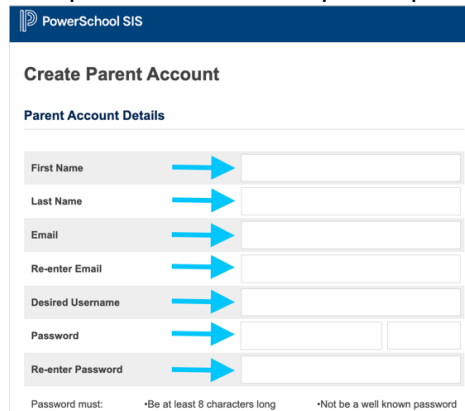 PowerSchool SIS
Create Parent Account
Parent Account Details
First Name
Last Name
Email
Re-enter Email
Desired Username
Password
Re-enter Password
Password must: •Be at least 8 characters long •Not be a well known password